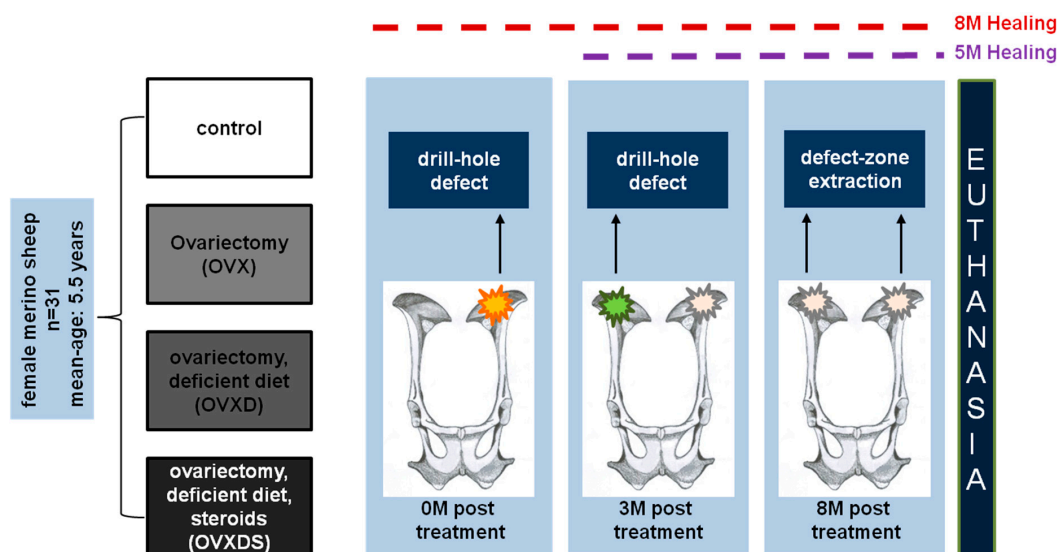 8M Healing
5M Healing
female merino sheep
n=31
mean-age: 5.5 years
control
Ovariectomy
(OVX)
ovariectomy,
deficient diet
(OVXD)
ovariectomy,
deficient diet,
steroids
(OVXDS)
drill-hole
defect
0M post
treatment
drill-hole
defect
3M post
treatment
defect-zone
extraction
8M post
treatment
EUTHANASIA